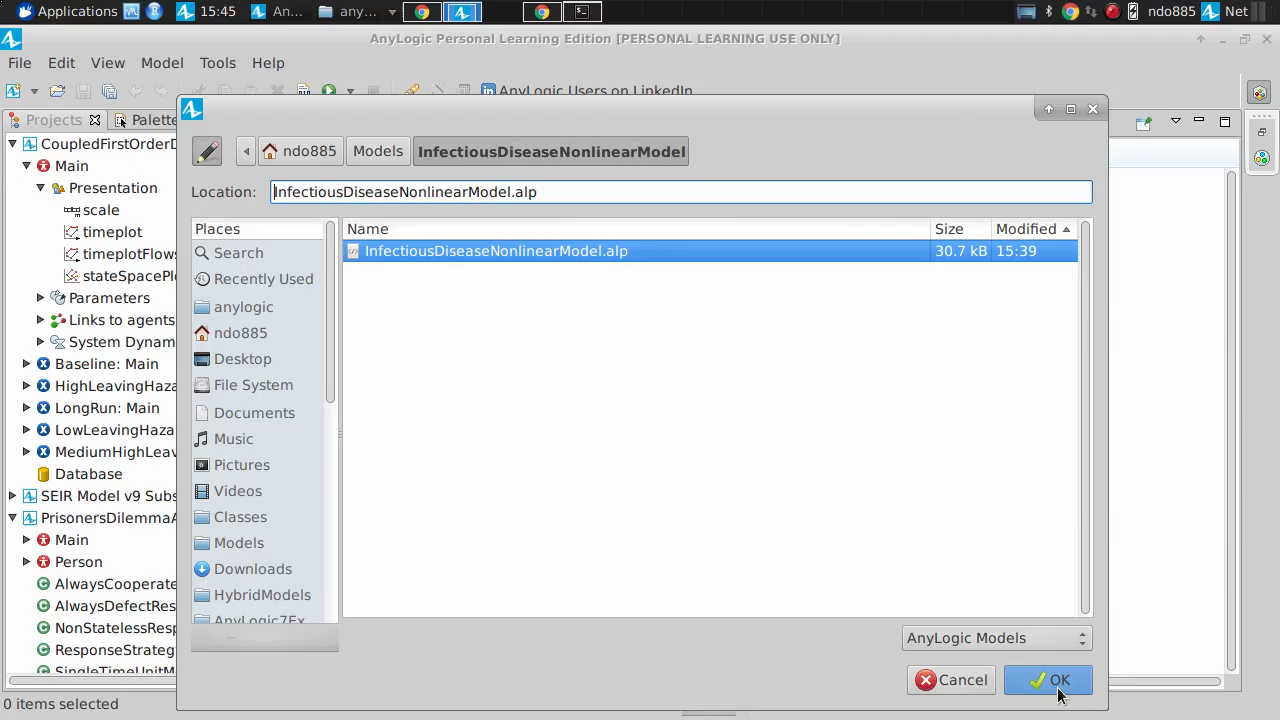 Applications 15:45 An... any... ndo885 Net
AnyLogic Personal Learning Edition [PERSONAL LEARNING USE ONLY]
File Edit View Model Tools Help
AnyLogic Users on LinkedIn
Projects Palette
CoupledFirstOrderD
Main
Presentation
scale
timeplot
timeplotFlows
stateSpacePl
Parameters
Links to agents
System Dynam
Baseline: Main
HighLeavingHaza
LongRun: Main
LowLeavingHaza
MediumHighLeav
Database
SEIR Model v9 Subs
PrisonersDilemmaA
Main
Person
AlwaysCooperate
AlwaysDefectRes
NonStatelessResp
ResponseStrateg
SingleTimeUnitM
0 items selected
ndo885 Models InfectiousDiseaseNonlinearModel
Location: InfectiousDiseaseNonlinearModel.alp
Places
Search
Recently Used
anylogic
ndo885
Desktop
File System
Documents
Music
Pictures
Videos
Classes
Models
Downloads
HybridModels
AnyLogic7Ex
Name Size Modified
InfectiousDiseaseNonlinearModel.alp 30.7 kB 15:39
AnyLogic Models
Cancel OK